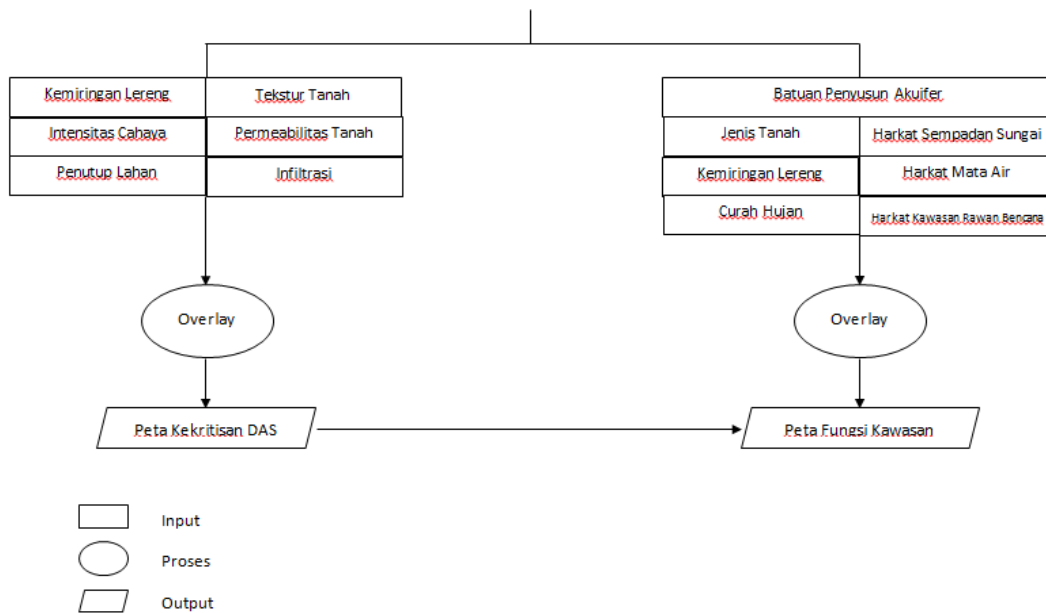 Kemiringan Lereng
Tekstur Tanah
Intensitas Cahaya
Permeabilitas Tanah
Penutup Lahan
Infiltrasi
Batuan Penyusun Akuifer
Jenis Tanah
Harkat Sempadan Sungai
Kemiringan Lereng
Harkat Mata Air
Curah Hujan
Harkat Kawasan Rawan Bencana
Overlay
Overlay
Peta Kekritisan DAS
Peta Fungsi Kawasan
Input
Proses
Output